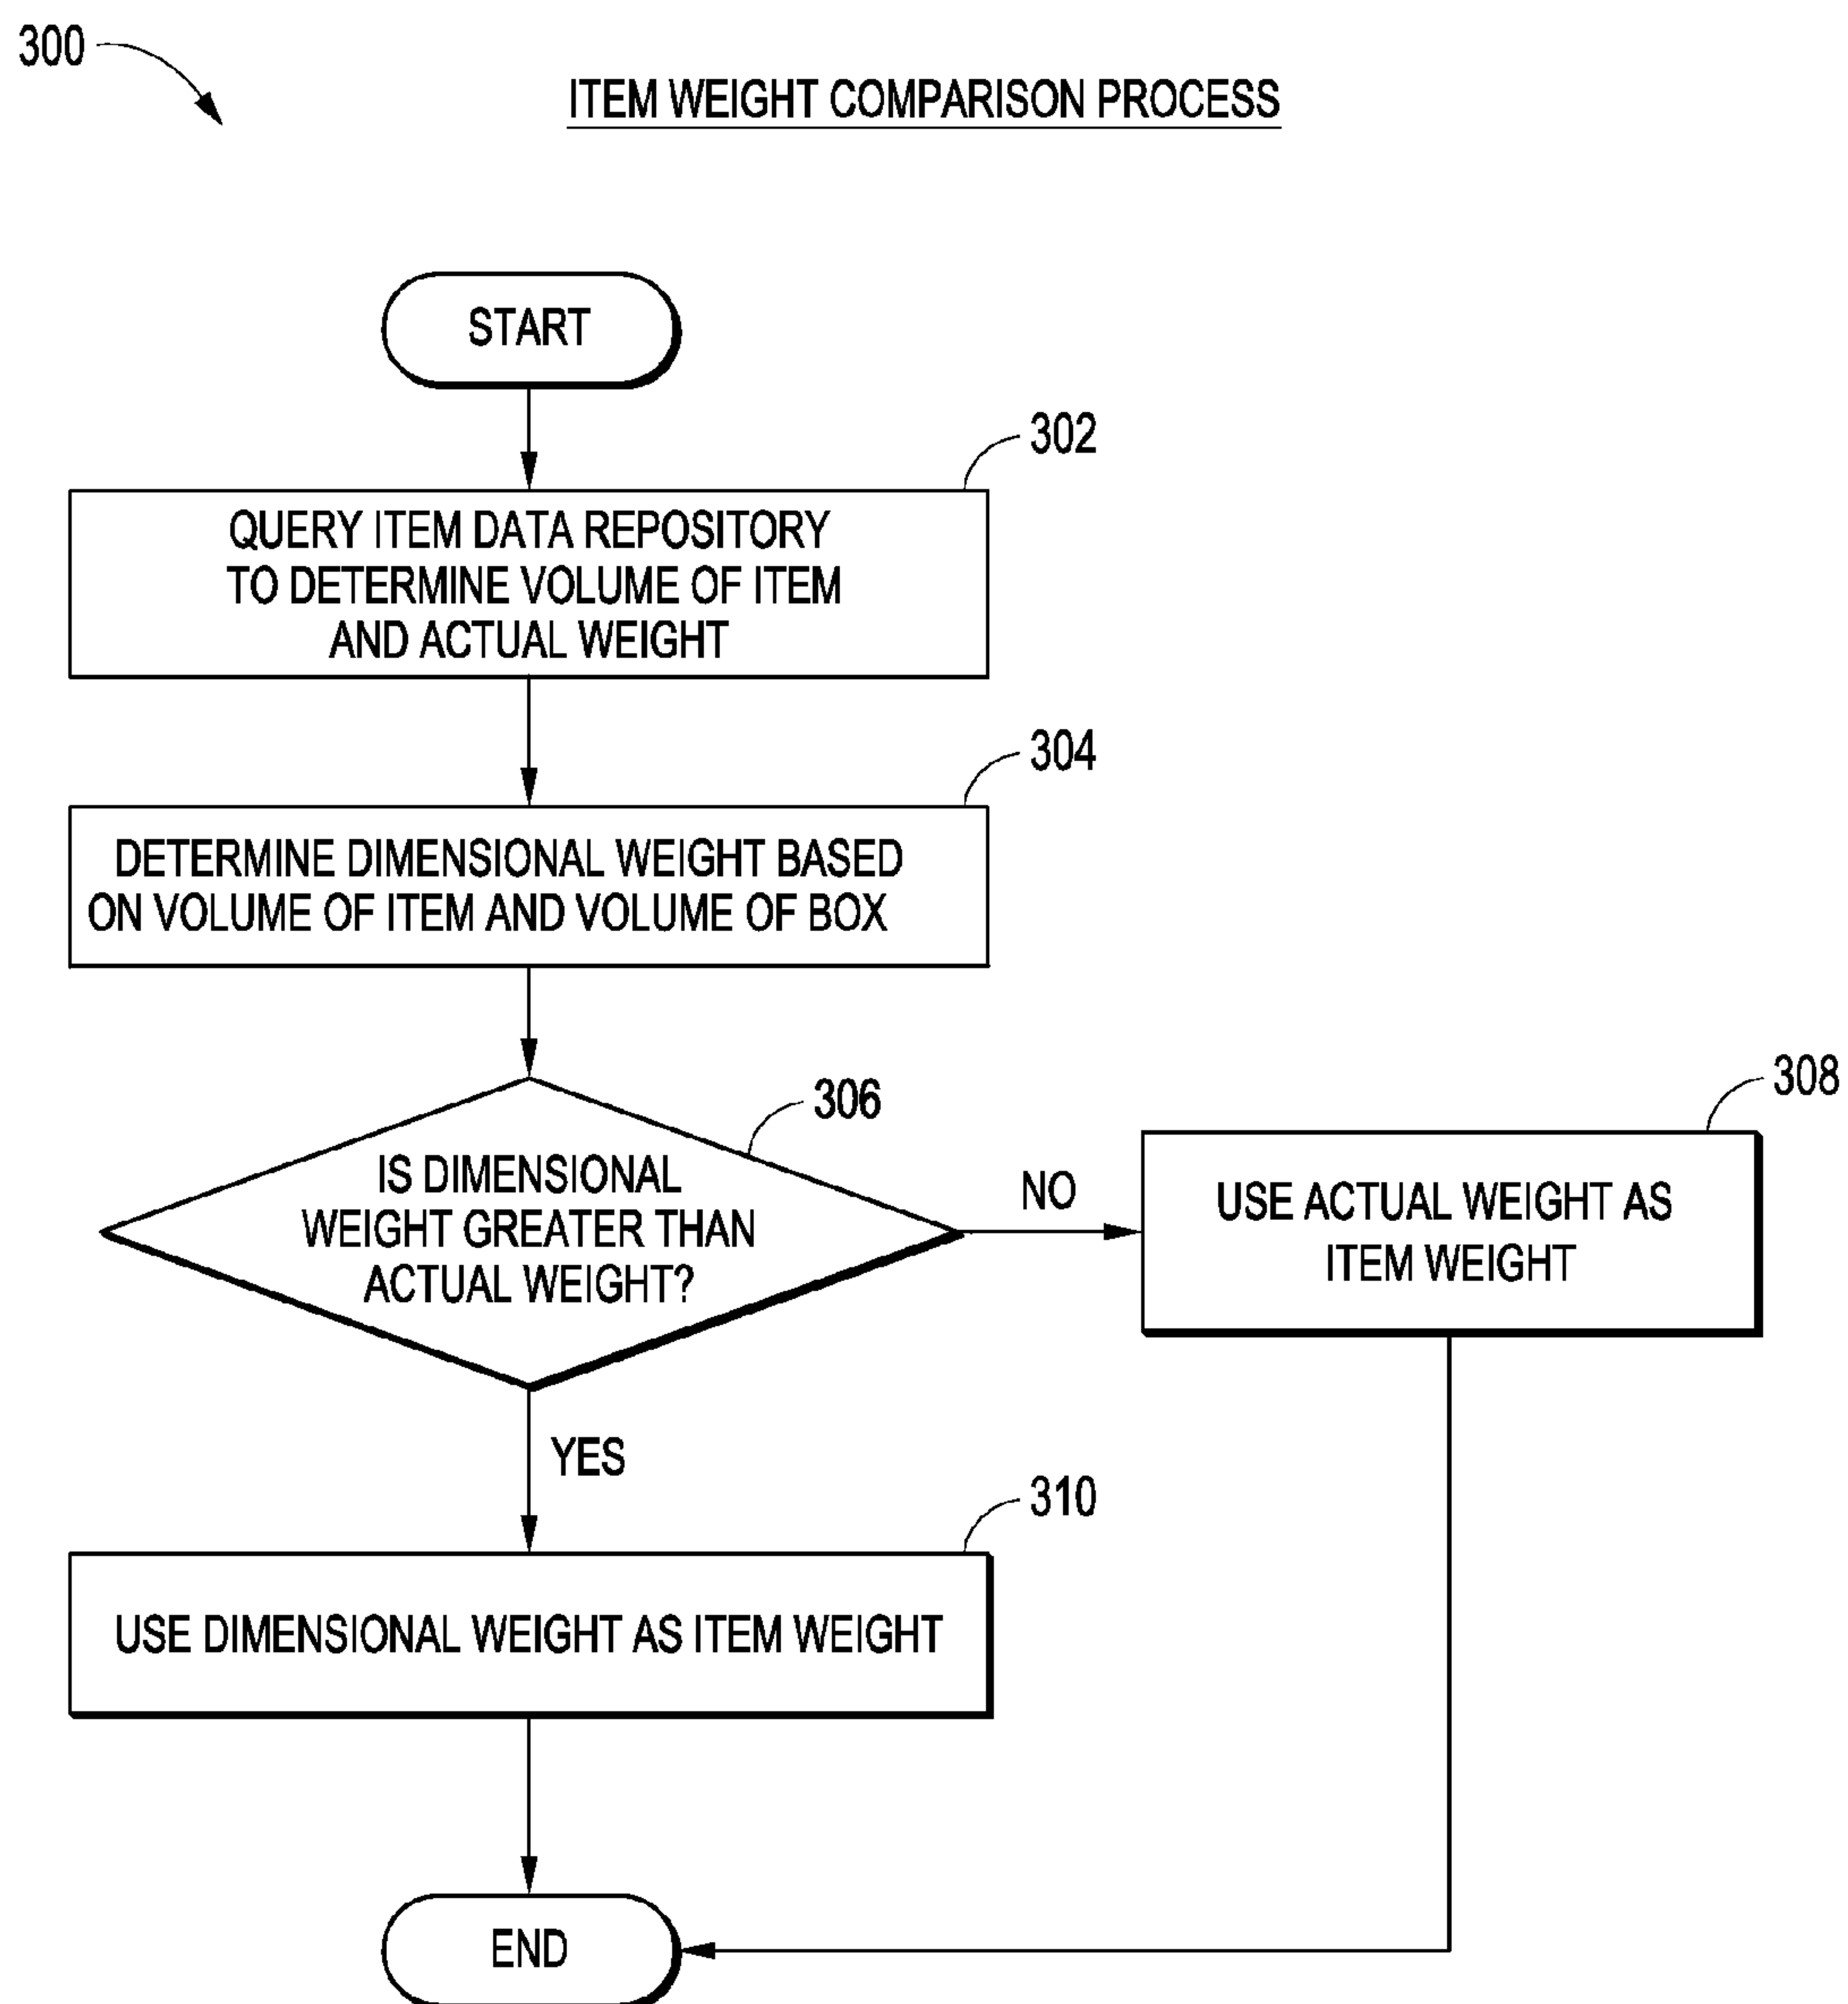 300
ITEM WEIGHT COMPARISON PROCESS
START
302
QUERY ITEM DATA REPOSITORY
TO DETERMINE VOLUME OF ITEM
AND ACTUAL WEIGHT
304
DETERMINE DIMENSIONAL WEIGHT BASED
ON VOLUME OF ITEM AND VOLUME OF BOX
306
IS DIMENSIONAL
WEIGHT GREATER THAN
ACTUAL WEIGHT?
NO
308
USE ACTUAL WEIGHT AS
ITEM WEIGHT
YES
310
USE DIMENSIONAL WEIGHT AS ITEM WEIGHT
END